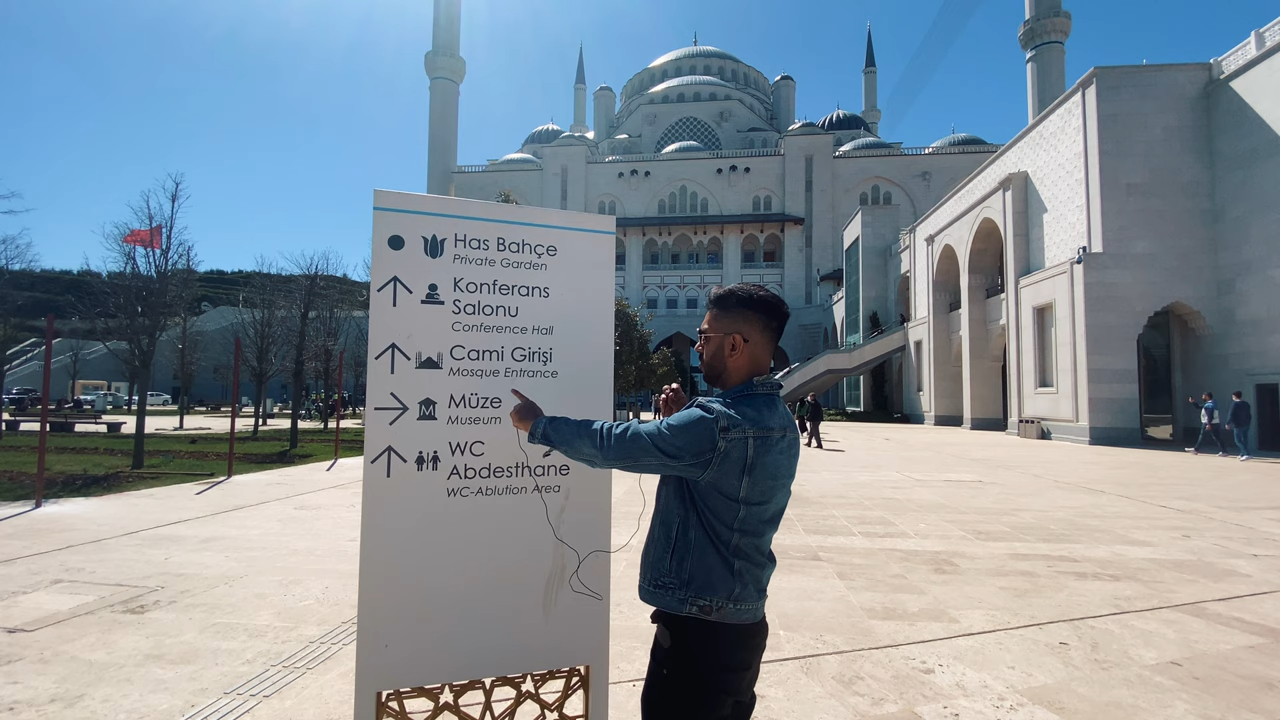 Has Bahçe
Private Garden
Konferans
Salonu
Conference Hall
Cami Girişi
Mosque Entrance
Müze
Museum
WC
Abdesthane
WC-Ablution Area